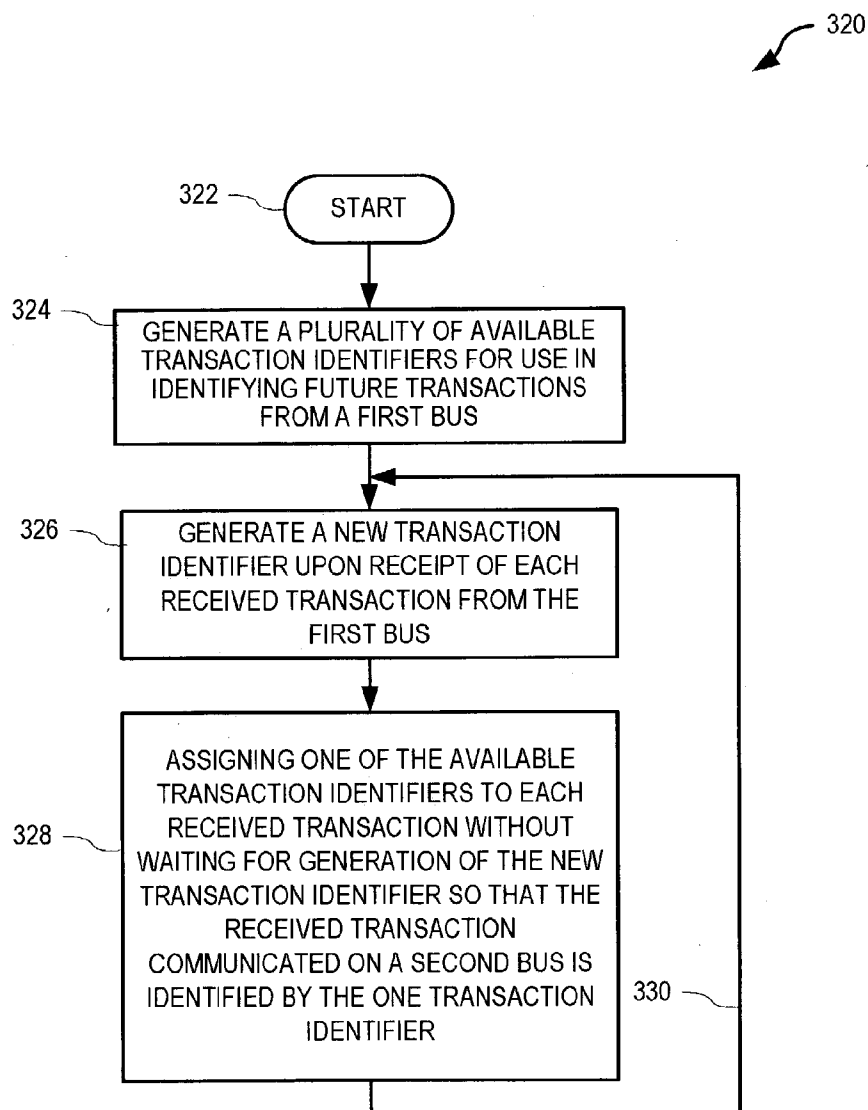 320
322
START
324
GENERATE A PLURALITY OF AVAILABLE
TRANSACTION IDENTIFIERS FOR USE IN
IDENTIFYING FUTURE TRANSACTIONS
FROM A FIRST BUS
326
GENERATE A NEW TRANSACTION
IDENTIFIER UPON RECEIPT OF EACH
RECEIVED TRANSACTION FROM THE
FIRST BUS
328
ASSIGNING ONE OF THE AVAILABLE
TRANSACTION IDENTIFIERS TO EACH
RECEIVED TRANSACTION WITHOUT
WAITING FOR GENERATION OF THE NEW
TRANSACTION IDENTIFIER SO THAT THE
RECEIVED TRANSACTION
COMMUNICATED ON A SECOND BUS IS
IDENTIFIED BY THE ONE TRANSACTION
IDENTIFIER
330